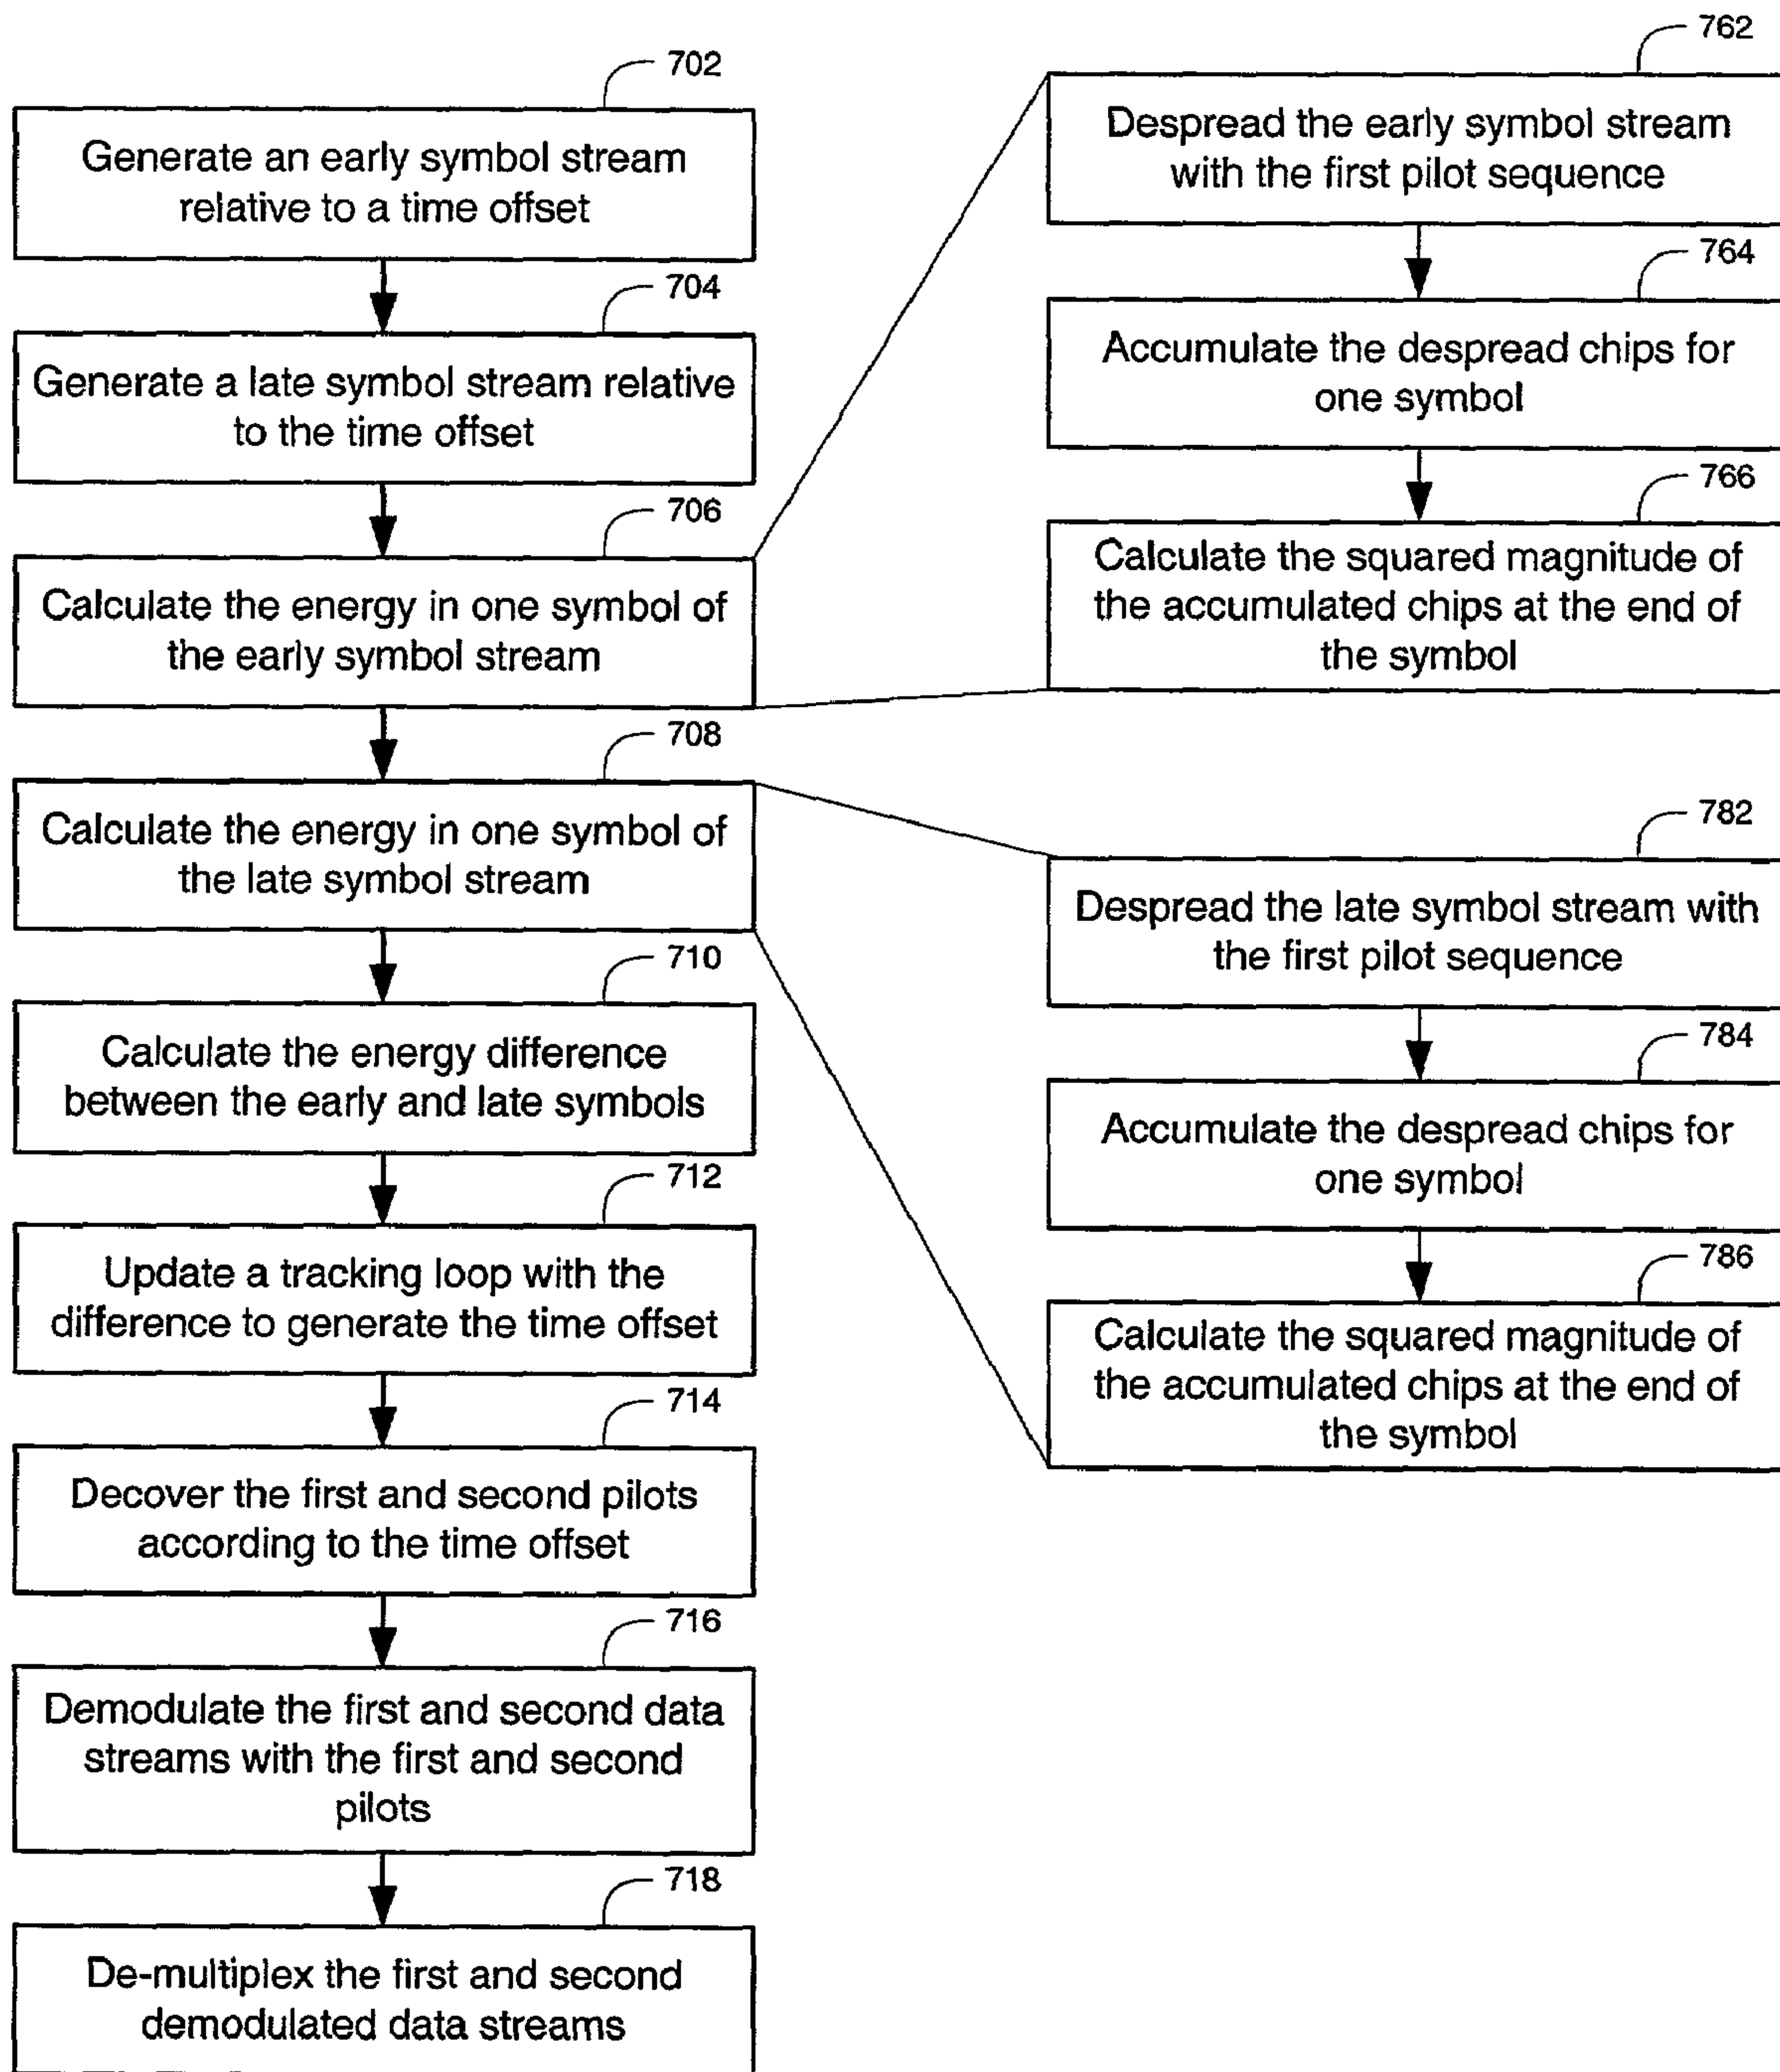 702
Generate an early symbol stream
relative to a time offset
704
Generate a late symbol stream relative
to the time offset
706
Calculate the energy in one symbol of
the early symbol stream
708
Calculate the energy in one symbol of
the late symbol stream
710
Calculate the energy difference
between the early and late symbols
712
Update a tracking loop with the
difference to generate the time offset
714
Decover the first and second pilots
according to the time offset
716
Demodulate the first and second data
streams with the first and second
pilots
718
De-multiplex the first and second
demodulated data streams
762
Despread the early symbol stream
with the first pilot sequence
764
Accumulate the despread chips for
one symbol
766
Calculate the squared magnitude of
the accumulated chips at the end of
the symbol
782
Despread the late symbol stream with
the first pilot sequence
784
Accumulate the despread chips for
one symbol
786
Calculate the squared magnitude of
the accumulated chips at the end of
the symbol